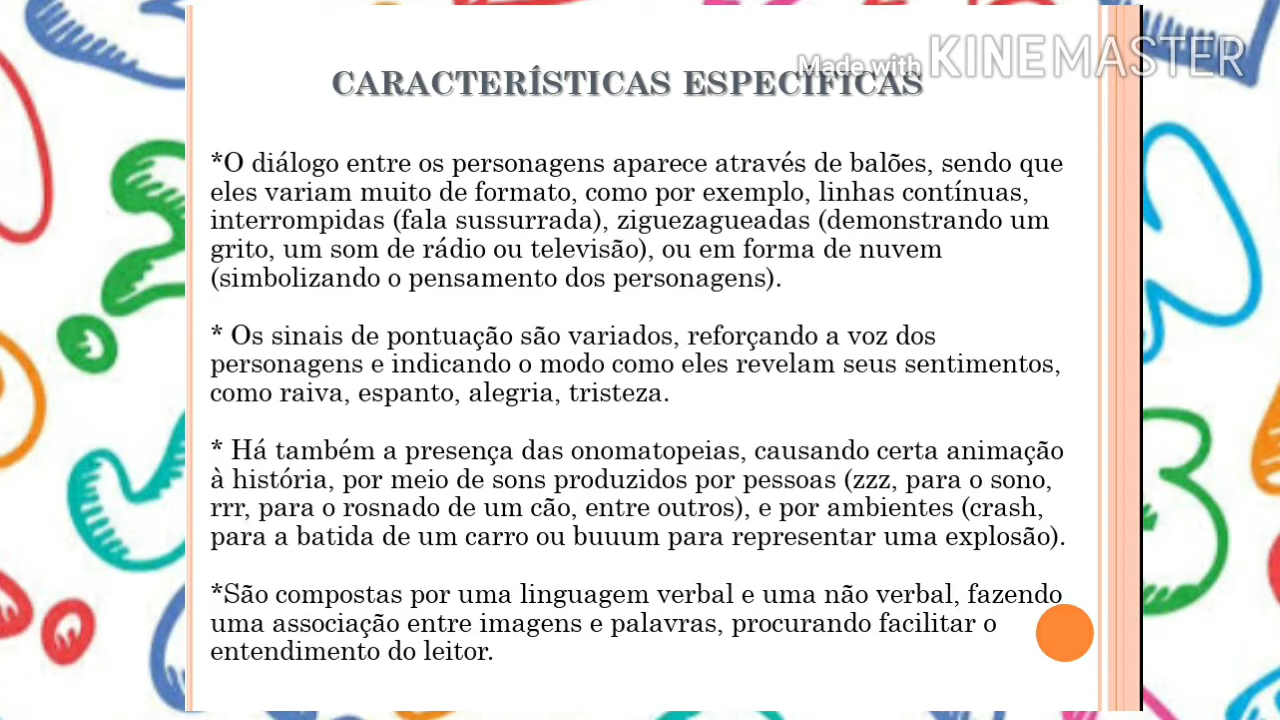 Made with KINEMASTER
CARACTERÍSTICAS ESPECÍFICAS
*O diálogo entre os personagens aparece através de balões, sendo que
eles variam muito de formato, como por exemplo, linhas contínuas,
interrompidas (fala sussurrada), ziguezagueadas (demonstrando um
grito, um som de rádio ou televisão), ou em forma de nuvem
(simbolizando o pensamento dos personagens).
* Os sinais de pontuação são variados, reforçando a voz dos
personagens e indicando o modo como eles revelam seus sentimentos,
como raiva, espanto, alegria, tristeza.
* Há também a presença das onomatopeias, causando certa animação
à história, por meio de sons produzidos por pessoas (zzz, para o sono,
rrr, para o rosnado de um cão, entre outros), e por ambientes (crash,
para a batida de um carro ou buuum para representar uma explosão).
*São compostas por uma linguagem verbal e uma não verbal, fazendo
uma associação entre imagens e palavras, procurando facilitar o
entendimento do leitor.